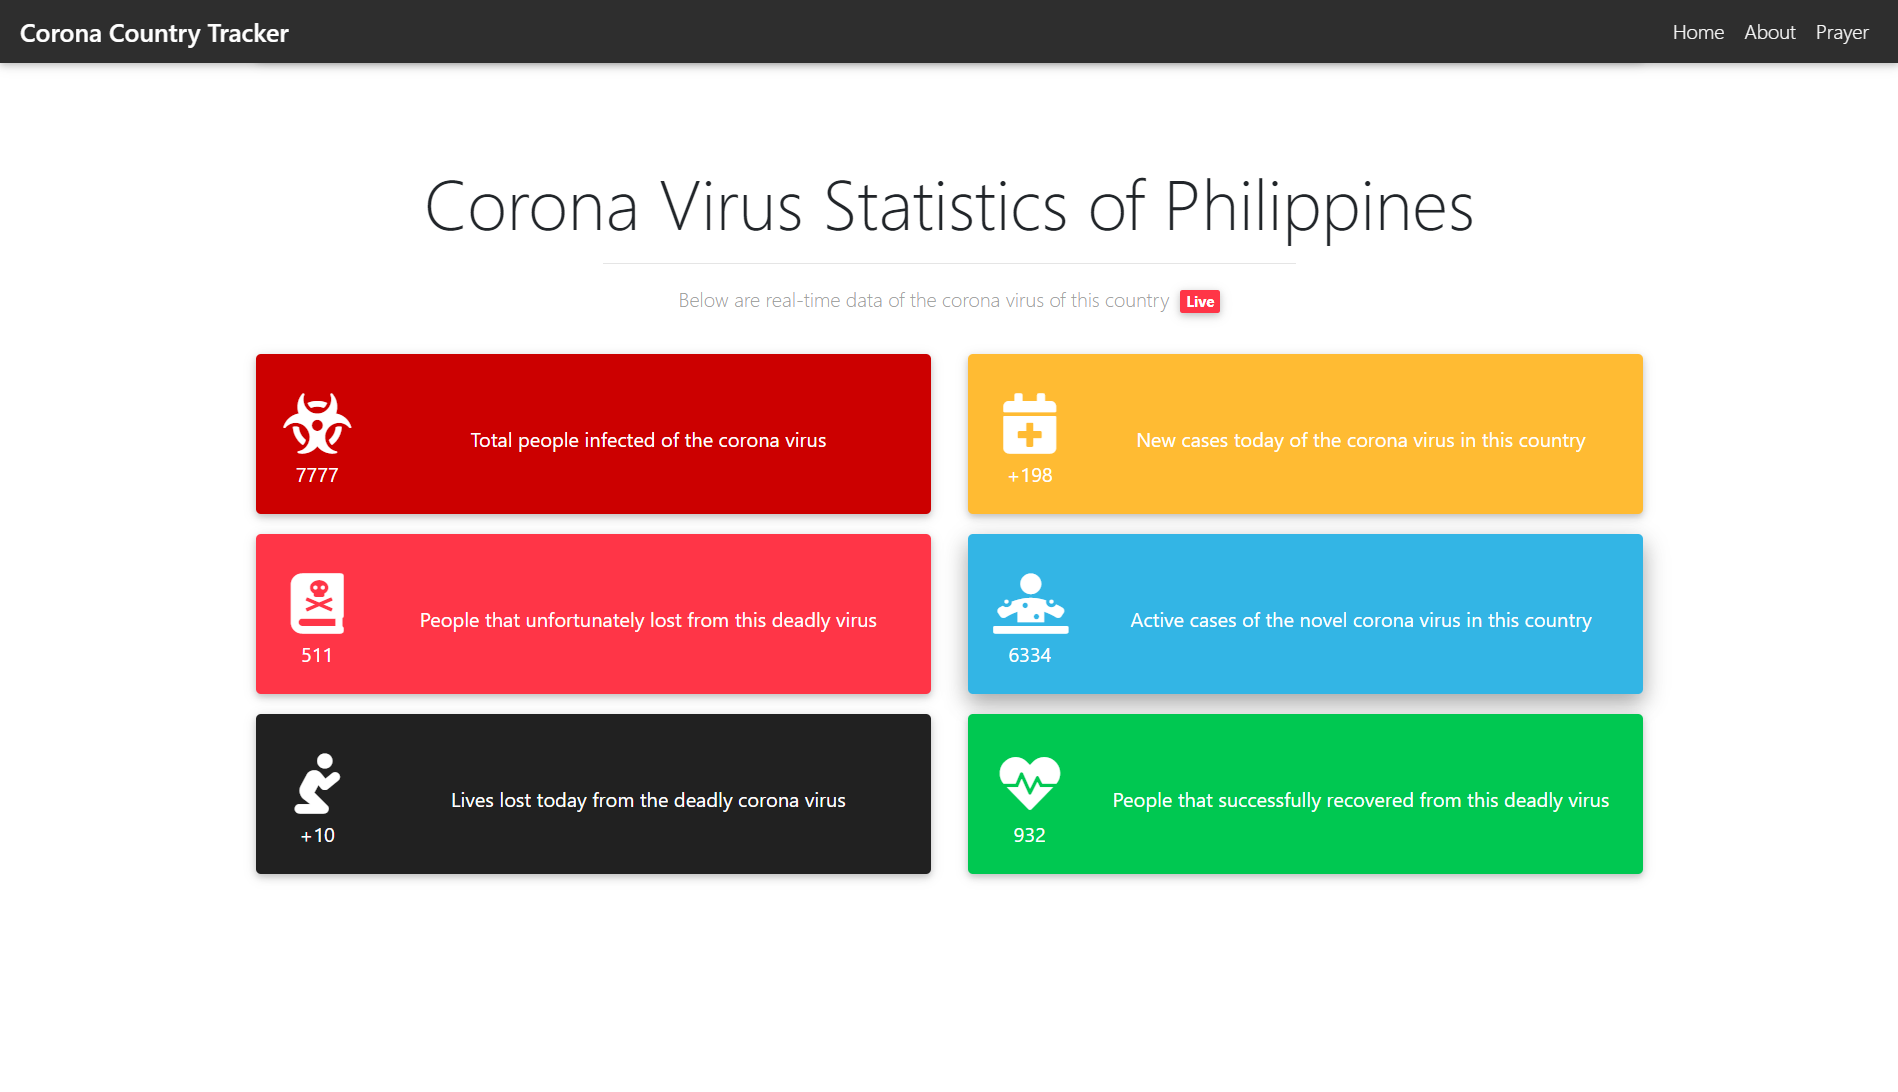 Corona Country Tracker
Home About Prayer
Corona Virus Statistics of Philippines
Below are real-time data of the corona virus of this country Live
Total people infected of the corona virus
7777
New cases today of the corona virus in this country
+198
People that unfortunately lost from this deadly virus
511
Active cases of the novel corona virus in this country
6334
Lives lost today from the deadly corona virus
+10
People that successfully recovered from this deadly virus
932